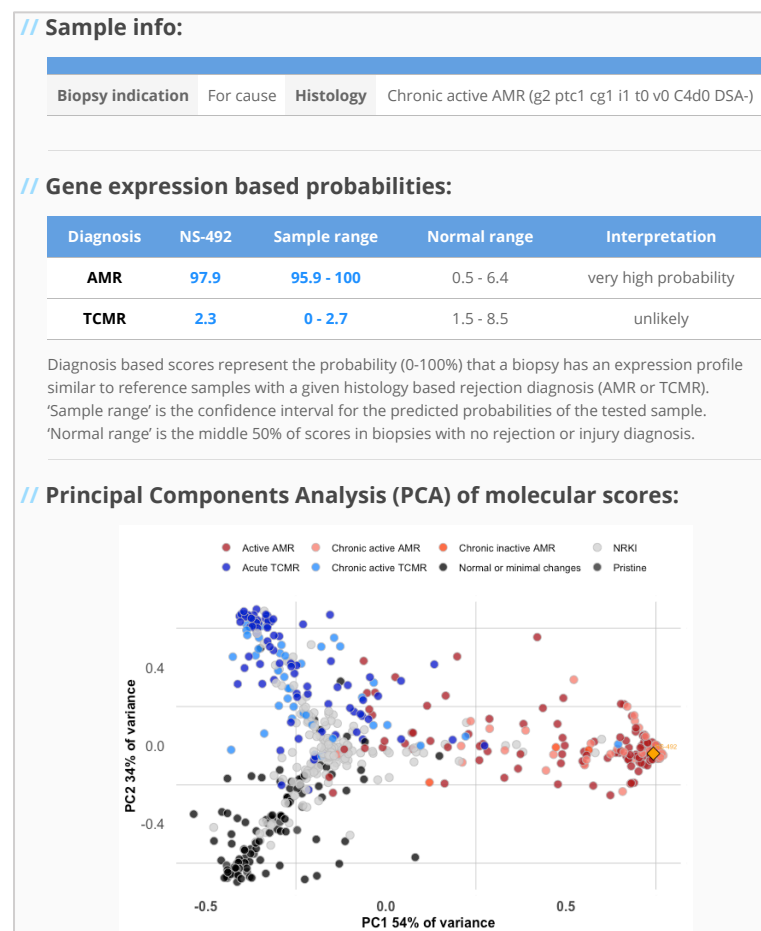 // Sample info:
Biopsy indication For cause Histology Chronic active AMR (g2 ptc1 cg1 i1 t0 v0 C4d0 DSA-)
// Gene expression based probabilities:
Diagnosis NS-492 Sample range Normal range Interpretation
AMR 97.9 95.9 - 100 0.5 - 6.4 very high probability
TCMR 2.3 0 - 2.7 1.5 - 8.5 unlikely
Diagnosis based scores represent the probability (0-100%) that a biopsy has an expression profile
similar to reference samples with a given histology based rejection diagnosis (AMR or TCMR).
‘Sample range’ is the confidence interval for the predicted probabilities of the tested sample.
‘Normal range’ is the middle 50% of scores in biopsies with no rejection or injury diagnosis.
// Principal Components Analysis (PCA) of molecular scores:
Active AMR Chronic active AMR Chronic inactive AMR NRKI
Acute TCMR Chronic active TCMR Normal or minimal changes Pristine
PC2 34% of variance
0.4
0.0
-0.4
-0.5 0.0 0.5
PC1 54% of variance